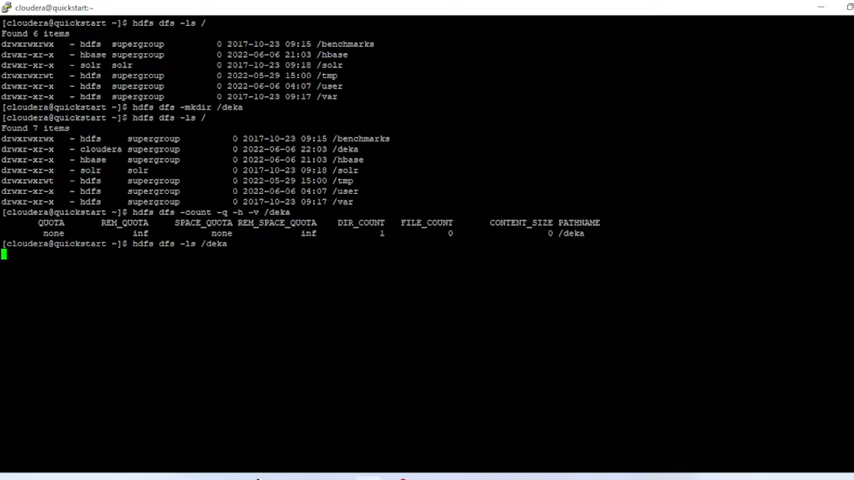 cloudera@quickstart:~
[cloudera@quickstart ~]$ hdfs dfs -ls /
Found 6 items
drwxrwxrwx - hdfs supergroup 0 2017-10-23 09:15 /benchmarks
drwxr-xr-x - hbase supergroup 0 2022-06-06 21:03 /hbase
drwxr-xr-x - solr solr 0 2017-10-23 09:18 /solr
drwxrwxrwt - hdfs supergroup 0 2022-05-29 15:00 /tmp
drwxr-xr-x - hdfs supergroup 0 2022-06-06 04:07 /user
drwxr-xr-x - hdfs supergroup 0 2017-10-23 09:17 /var
[cloudera@quickstart ~]$ hdfs dfs -mkdir /deka
[cloudera@quickstart ~]$ hdfs dfs -ls /
Found 7 items
drwxrwxrwx - hdfs supergroup 0 2017-10-23 09:15 /benchmarks
drwxr-xr-x - cloudera supergroup 0 2022-06-06 22:03 /deka
drwxr-xr-x - hbase supergroup 0 2022-06-06 21:03 /hbase
drwxr-xr-x - solr solr 0 2017-10-23 09:18 /solr
drwxrwxrwt - hdfs supergroup 0 2022-05-29 15:00 /tmp
drwxr-xr-x - hdfs supergroup 0 2022-06-06 04:07 /user
drwxr-xr-x - hdfs supergroup 0 2017-10-23 09:17 /var
[cloudera@quickstart ~]$ hdfs dfs -count -q -h -v /deka
QUOTA REM_QUOTA SPACE_QUOTA REM_SPACE_QUOTA DIR_COUNT FILE_COUNT CONTENT_SIZE PATHNAME
none inf none inf 1 0 0 /deka
[cloudera@quickstart ~]$ hdfs dfs -ls /deka